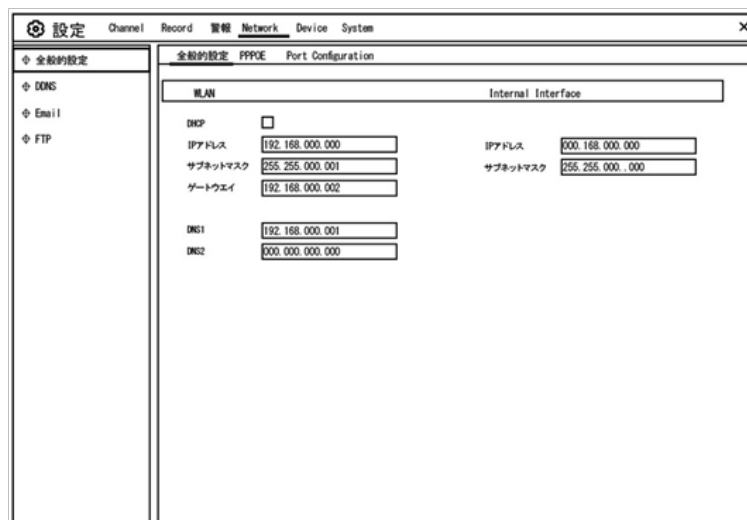 設定 Channel Record 警報 Network Device System ×
全般的設定
DDNS
Email
FTP
全般的設定 PPPOE Port Configuration
WLAN Internal Interface
DHCP
IPアドレス 192.168.000.000 IPアドレス 000.168.000.000
サブネットマスク 255.255.000.001 サブネットマスク 255.255.000..000
ゲートウエイ 192.168.000.002
DNS1 192.168.000.001
DNS2 000.000.000.000